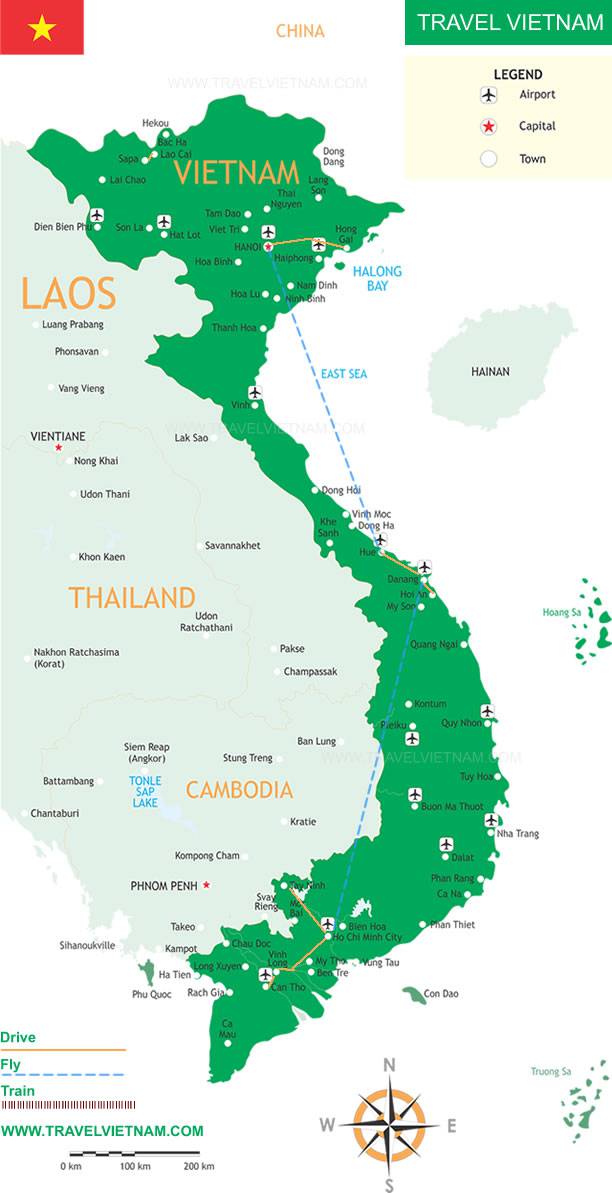 TRAVEL VIETNAM
CHINA
LEGEND
Airport
Capital
Town
WWW.TRAVELVIETNAM.COM
Hekou
Bac Ha
Lao Cai
Sapa
VIETNAM
Dong
Dang
Lai Chao
Lang
Son
Thai
Nguyen
Tam Dao
Dien Bien Phu
Son La
Hat Lot
Viet Tri
Hong
Gai
HANOI
Haiphong
Hoa Binh
HALONG
BAY
LAOS
Nam Dinh
Hoa Lu
Ninh Binh
Luang Prabang
Thanh Hoa
Phonsavan
EAST SEA
HAINAN
Vang Vieng
Vinh
WWW.TRAVELVIETNAM.COM
VIENTIANE
Lak Sao
Nong Khai
Udon Thani
Dong Hoi
Vinh Moc
Dong Ha
Khe
Sanh
Savannakhet
Hue
Khon Kaen
Danang
THAILAND
Hoi An
My Son
Hoang Sa
Udon
Ratchathani
Quang Ngai
Nakhon Ratchasima
(Korat)
Pakse
Champassak
Kontum
Pleiku
Quy Nhon
Siem Reap
(Angkor)
Ban Lung
Stung Treng
WWW.TRAVELVIETNAM.COM
Battambang
TONLE
SAP
LAKE
CAMBODIA
Tuy Hoa
Buon Ma Thuot
Chantaburi
Kratie
Nha Trang
Kompong Cham
Dalat
PHNOM PENH
Tay Ninh
Phan Rang
Ca Na
Svay
Rieng
Moc
Bai
Takeo
Bien Hoa
Phan Thiet
Ho Chi Minh City
Sihanoukville
Kampot
Chau Doc
Vinh
Long
My Tho
Vung Tau
Ha Tien
Long Xuyen
Ben Tre
Phu Quoc
Rach Gia
Can Tho
Con Dao
Ca
Mau
Drive
Fly
Train
Truong Sa
N
W
E
S
WWW.TRAVELVIETNAM.COM
0 km
100 km
200 km